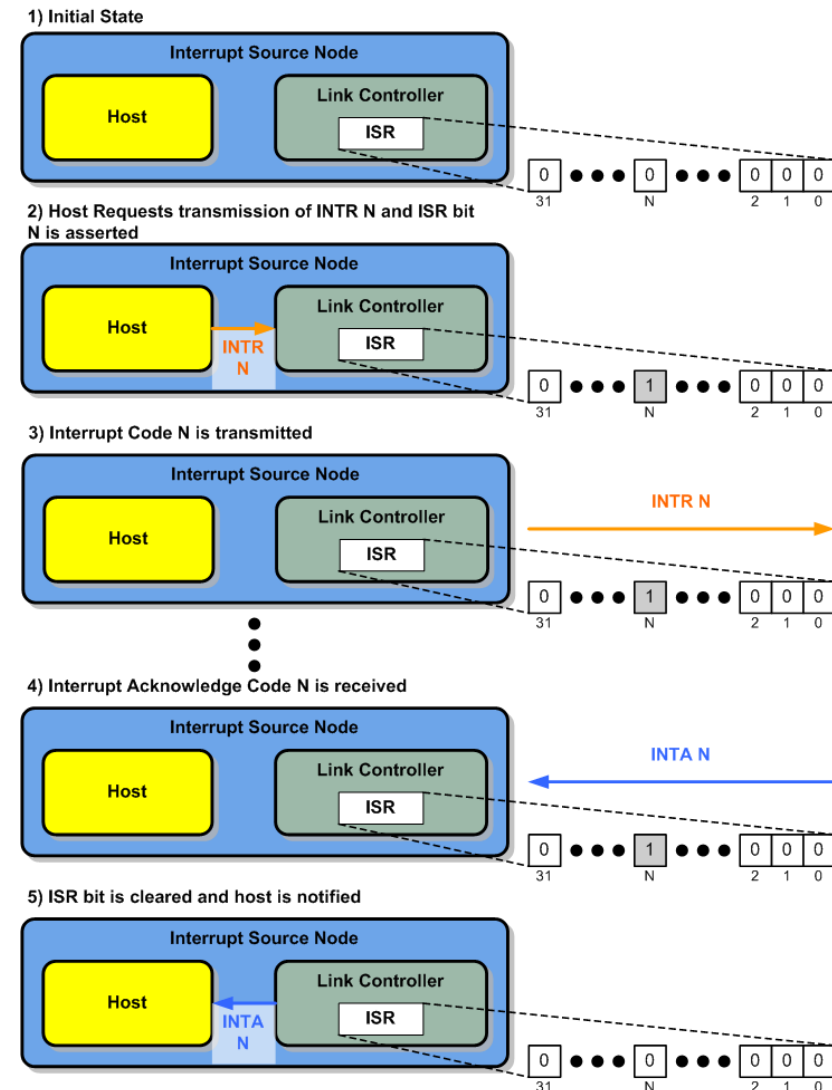 1) Initial State
Interrupt Source Node
Host
Link Controller
ISR
0 0 0 0 0
31 N 2 1 0
2) Host Requests transmission of INTR N and ISR bit
N is asserted
Interrupt Source Node
Host
INTR
N
Link Controller
ISR
0 1 0 0 0
31 N 2 1 0
3) Interrupt Code N is transmitted
Interrupt Source Node
Host
Link Controller
ISR
INTR N
0 1 0 0 0
31 N 2 1 0
4) Interrupt Acknowledge Code N is received
Interrupt Source Node
Host
Link Controller
ISR
INTA N
0 1 0 0 0
31 N 2 1 0
5) ISR bit is cleared and host is notified
Interrupt Source Node
Host
INTA
N
Link Controller
ISR
0 0 0 0 0
31 N 2 1 0